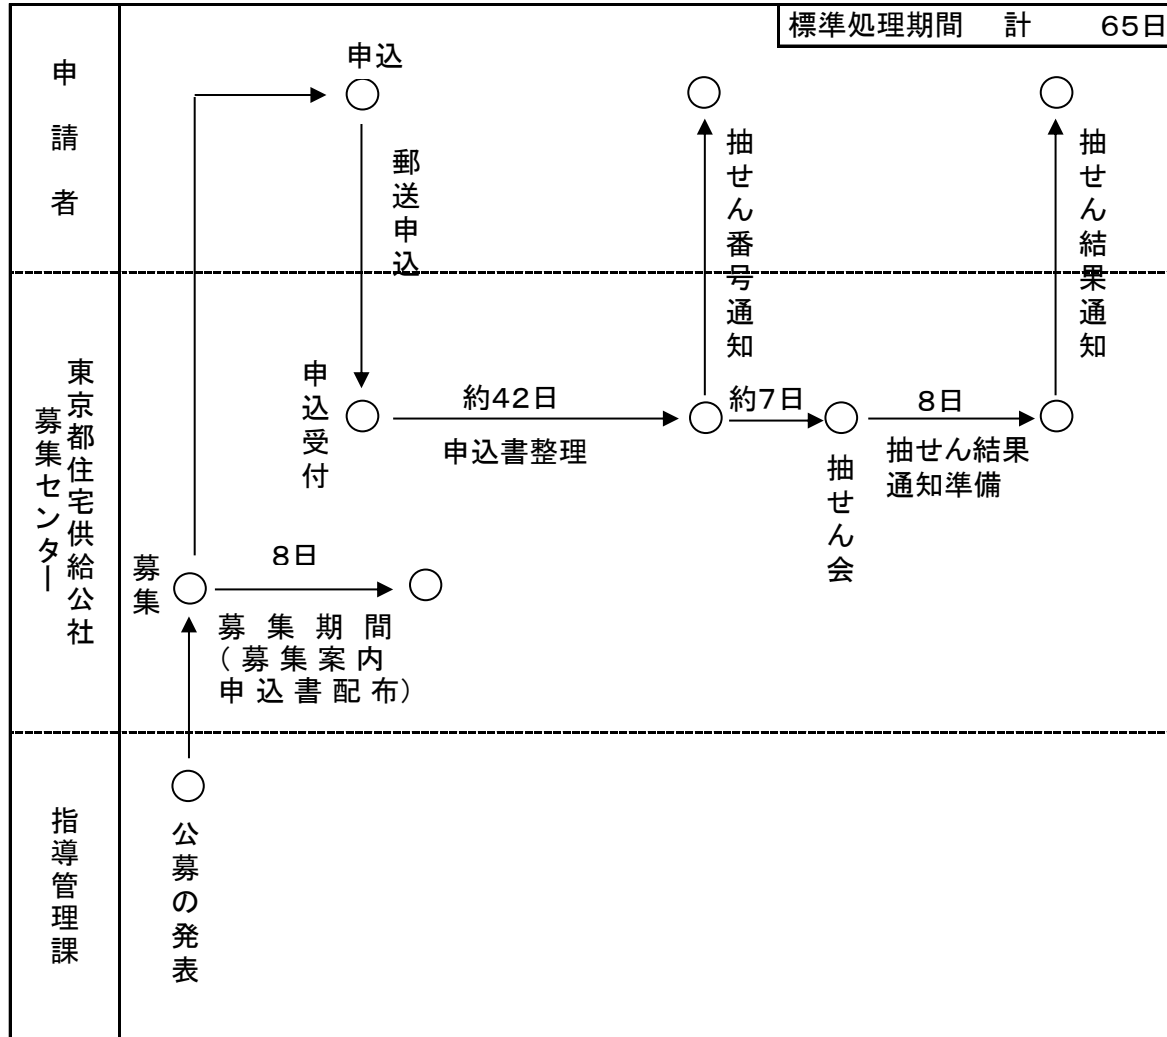 標準処理期間 計 65日
申請者
申込
郵送申込
抽せん番号通知
抽せん結果通知
東京都住宅供給公社
募集センター
申込受付
約42日
申込書整理
約7日
抽せん会
8日
抽せん結果
通知準備
募集
8日
募集期間
(募集案内
申込書配布)
指導管理課
公募の発表